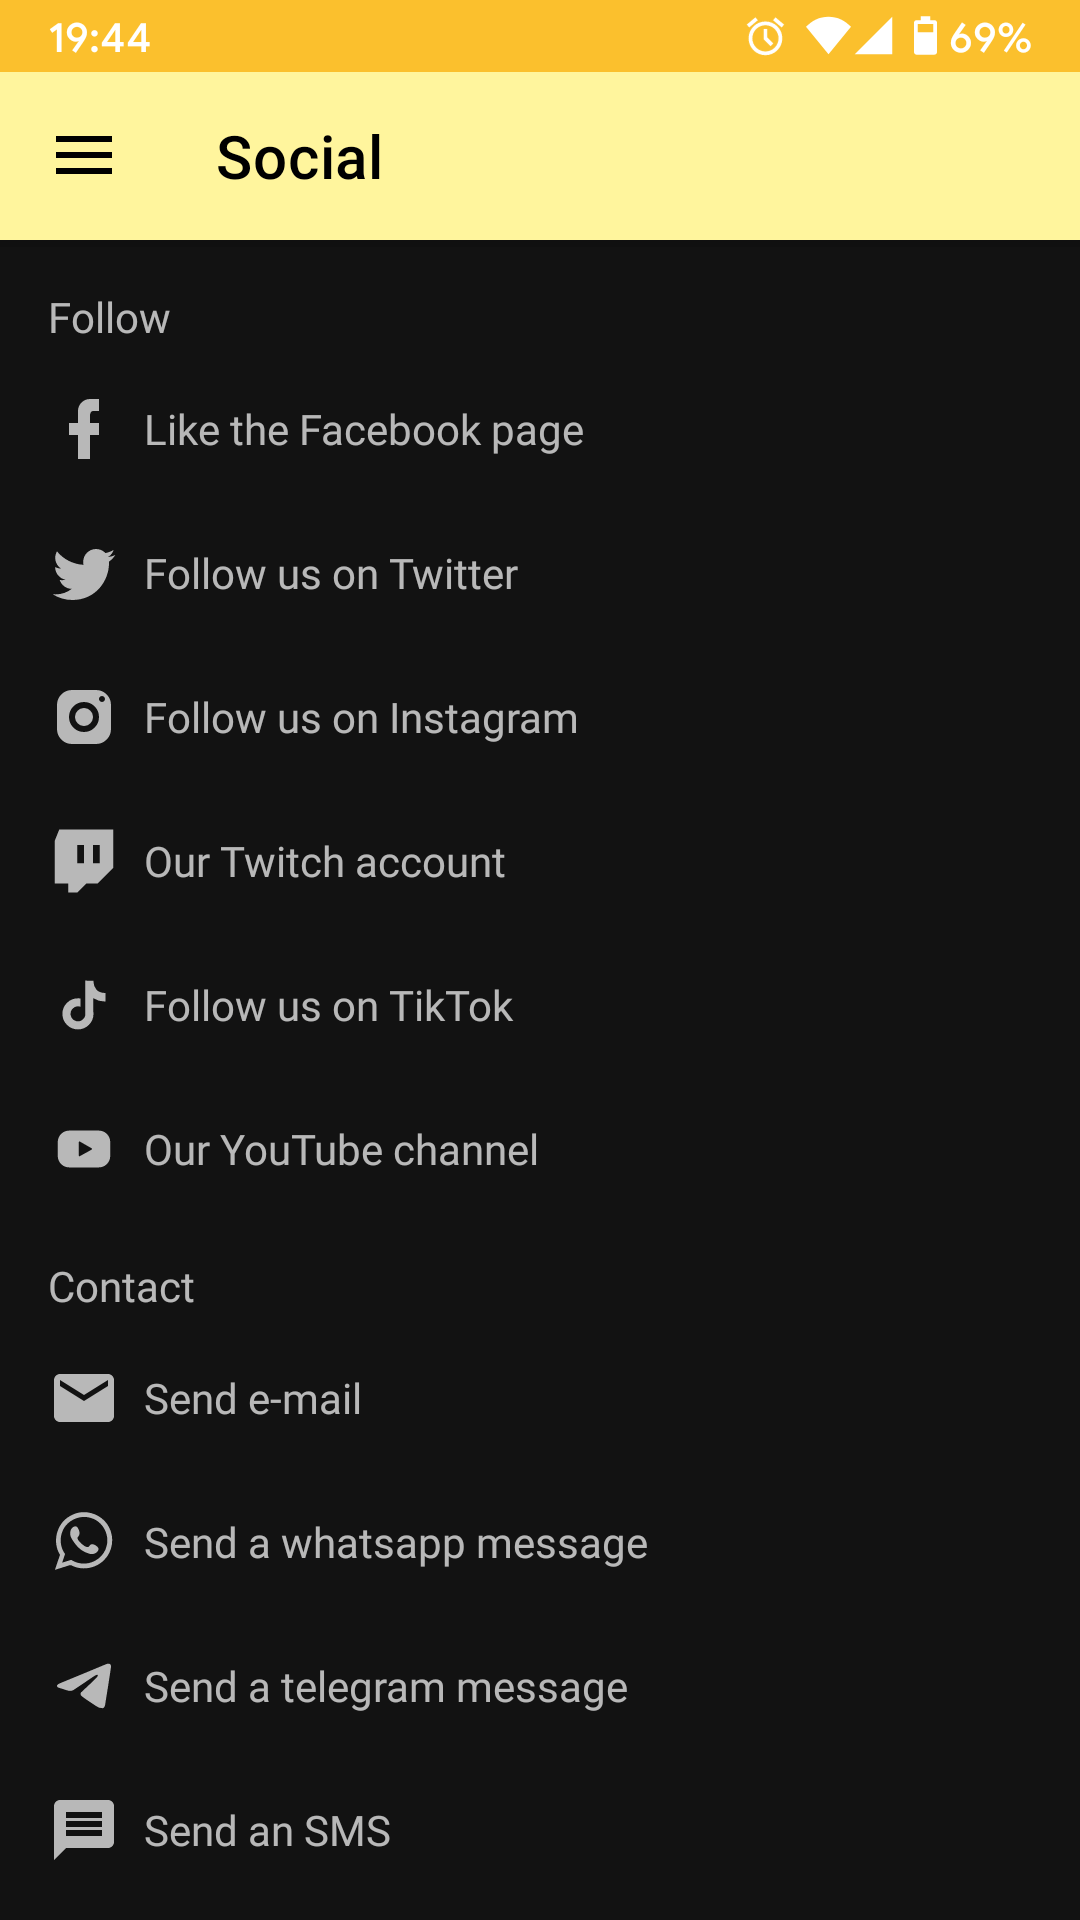 19:44 69%
Social
Follow
Like the Facebook page
Follow us on Twitter
Follow us on Instagram
Our Twitch account
Follow us on TikTok
Our YouTube channel
Contact
Send e-mail
Send a whatsapp message
Send a telegram message
Send an SMS